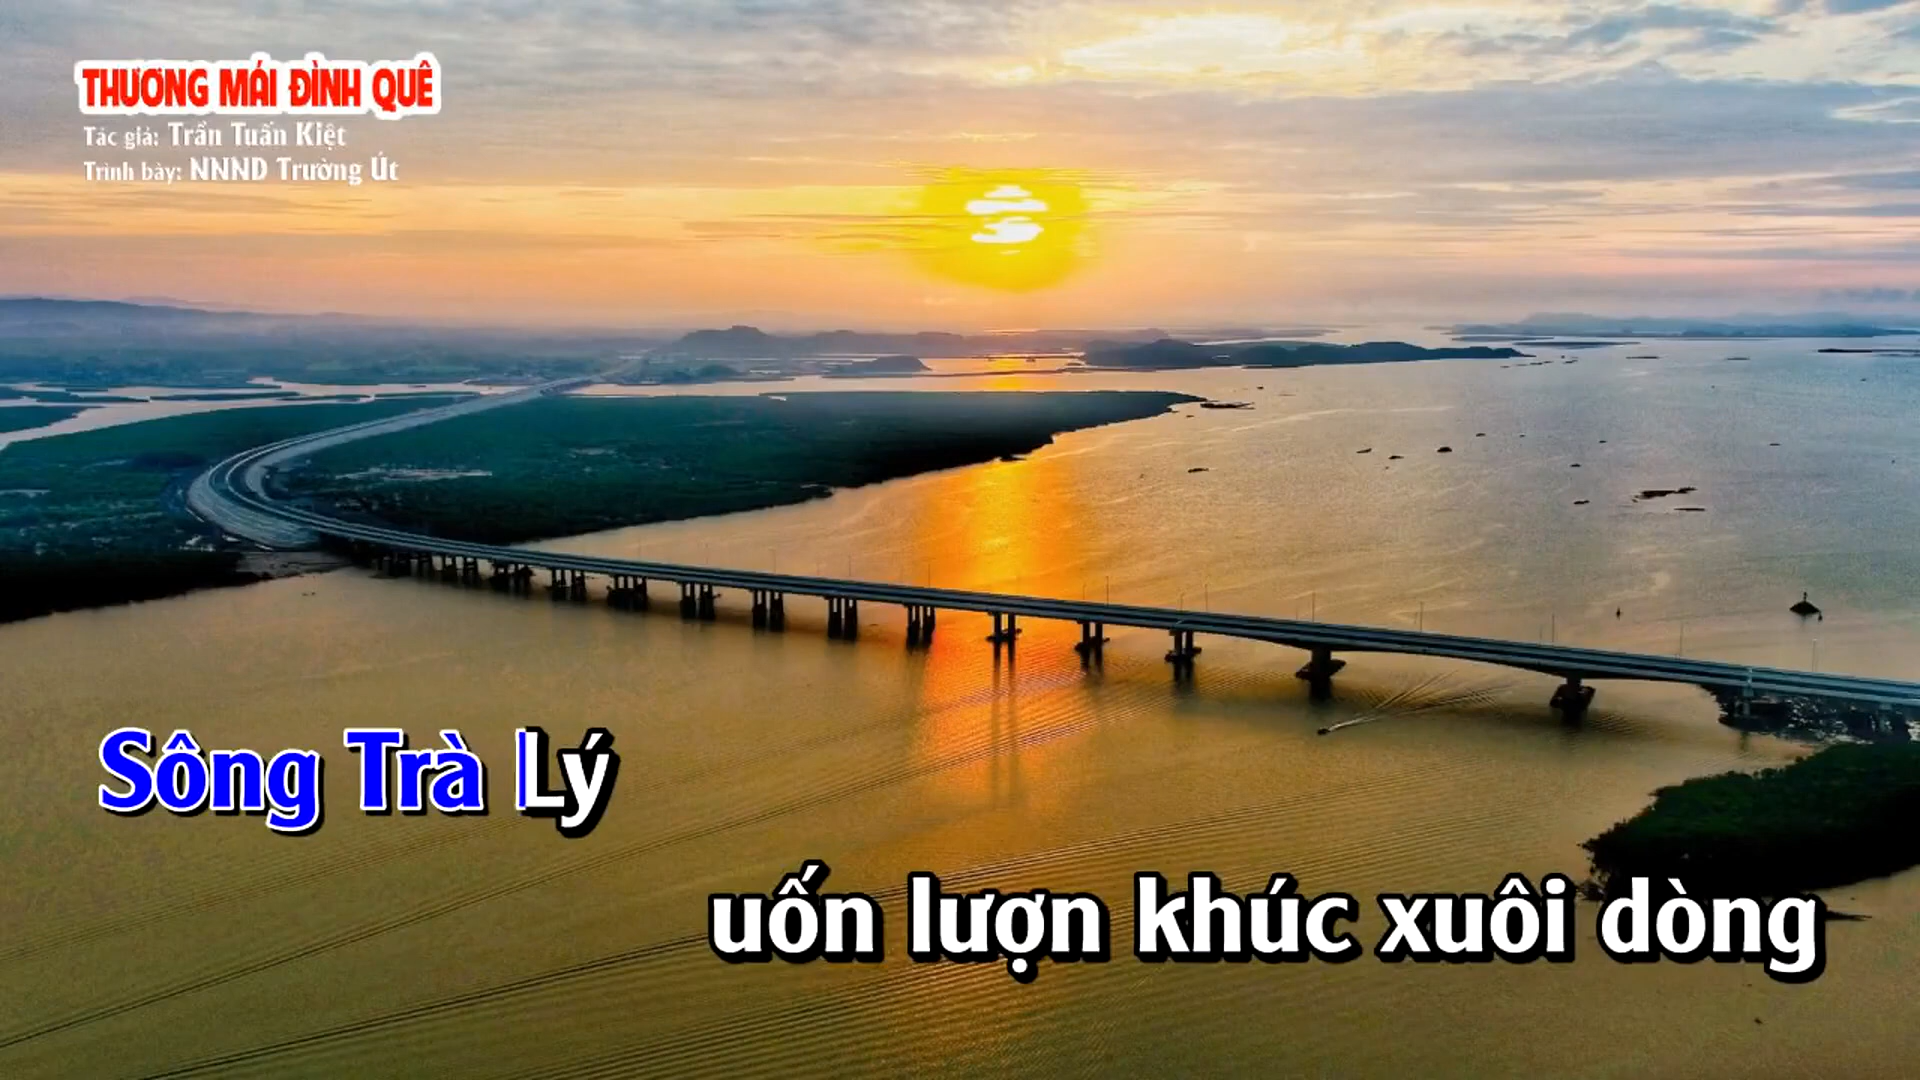 THƯƠNG MÁI ĐÌNH QUÊ
Tác giả: Trần Tuấn Kiệt
Trình bày: NNND Trường Út
Sông Trà Lý
uốn lượn khúc xuôi dòng